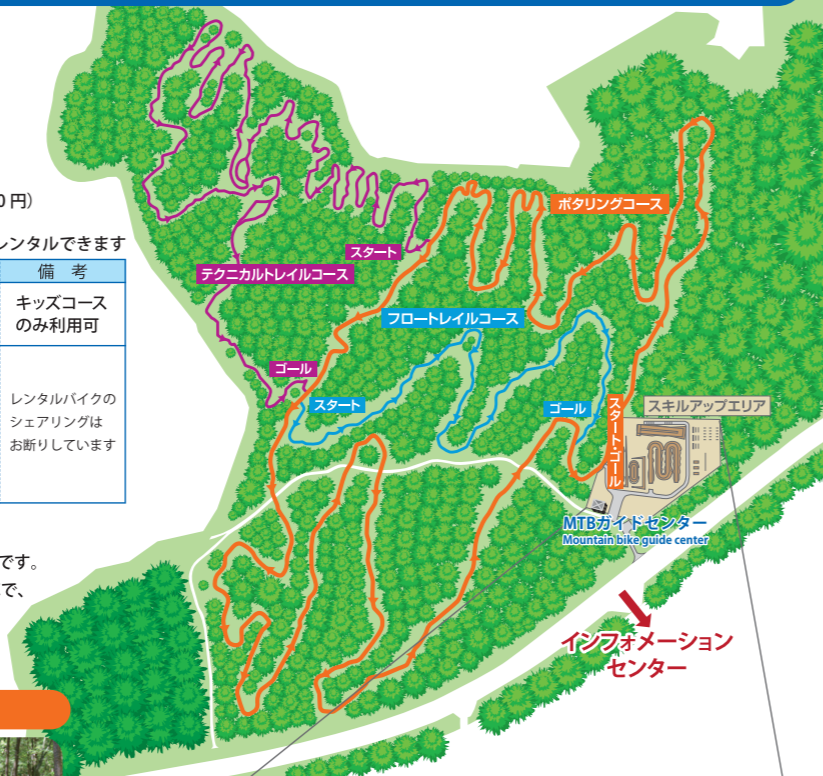 0円）
レンタルできます
備 考
キッズコース
のみ利用可
レンタルバイクの
シェアリングは
お断りしています
です。
で、
ポタリングコース
スタート
テクニカルトレイルコース
フロートレイルコース
ゴール
スタート
ゴール
スタート・ゴール
スキルアップエリア
MTBガイドセンター
Mountain bike guide center
インフォメーション
センター